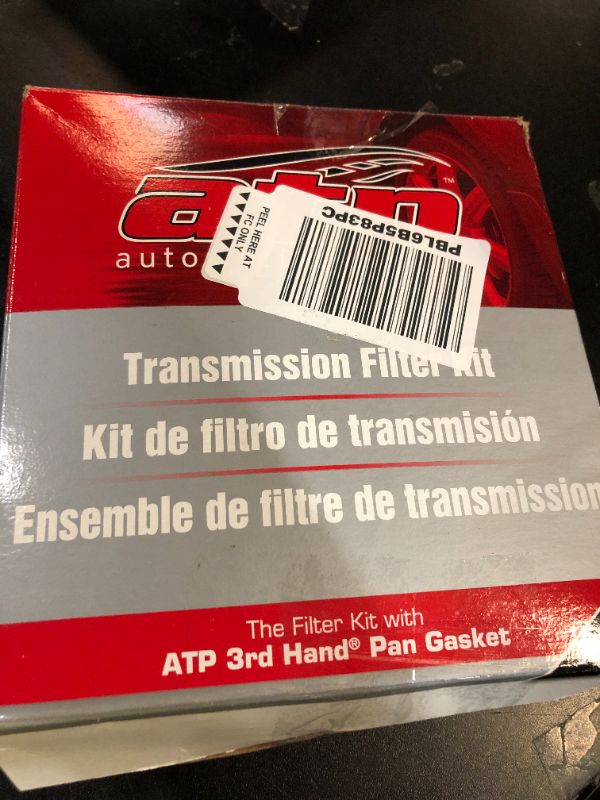 atp™
auto
PEEL HERE AT
FC ONLY
PBL6B5P83PC
Transmission Filter Kit
Kit de filtro de transmisión
Ensemble de filtre de transmission
The Filter Kit with
ATP 3rd Hand® Pan Gasket